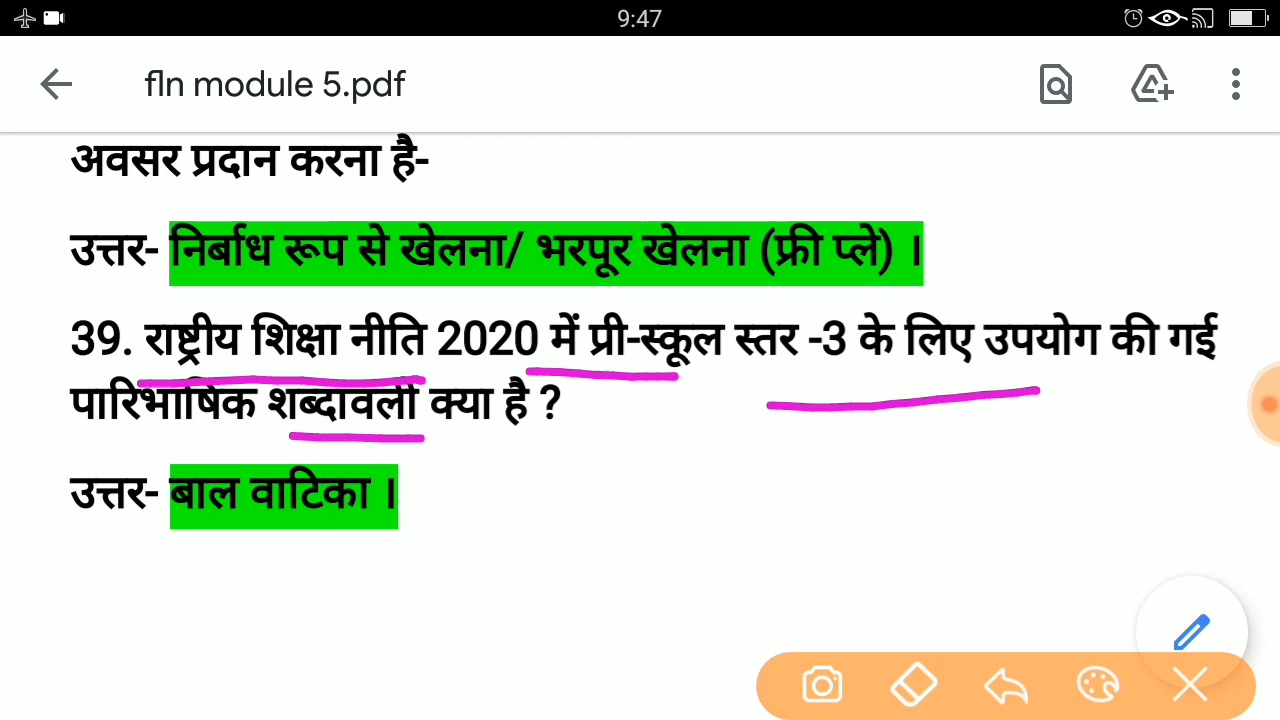 9:47
fln module 5.pdf
अवसर प्रदान करना है-
उत्तर- निर्बाध रूप से खेलना/ भरपूर खेलना (फ्री प्ले) ।
39. राष्ट्रीय शिक्षा नीति 2020 में प्री-स्कूल स्तर -3 के लिए उपयोग की गई
पारिभाषिक शब्दावली क्या है ?
उत्तर- बाल वाटिका ।